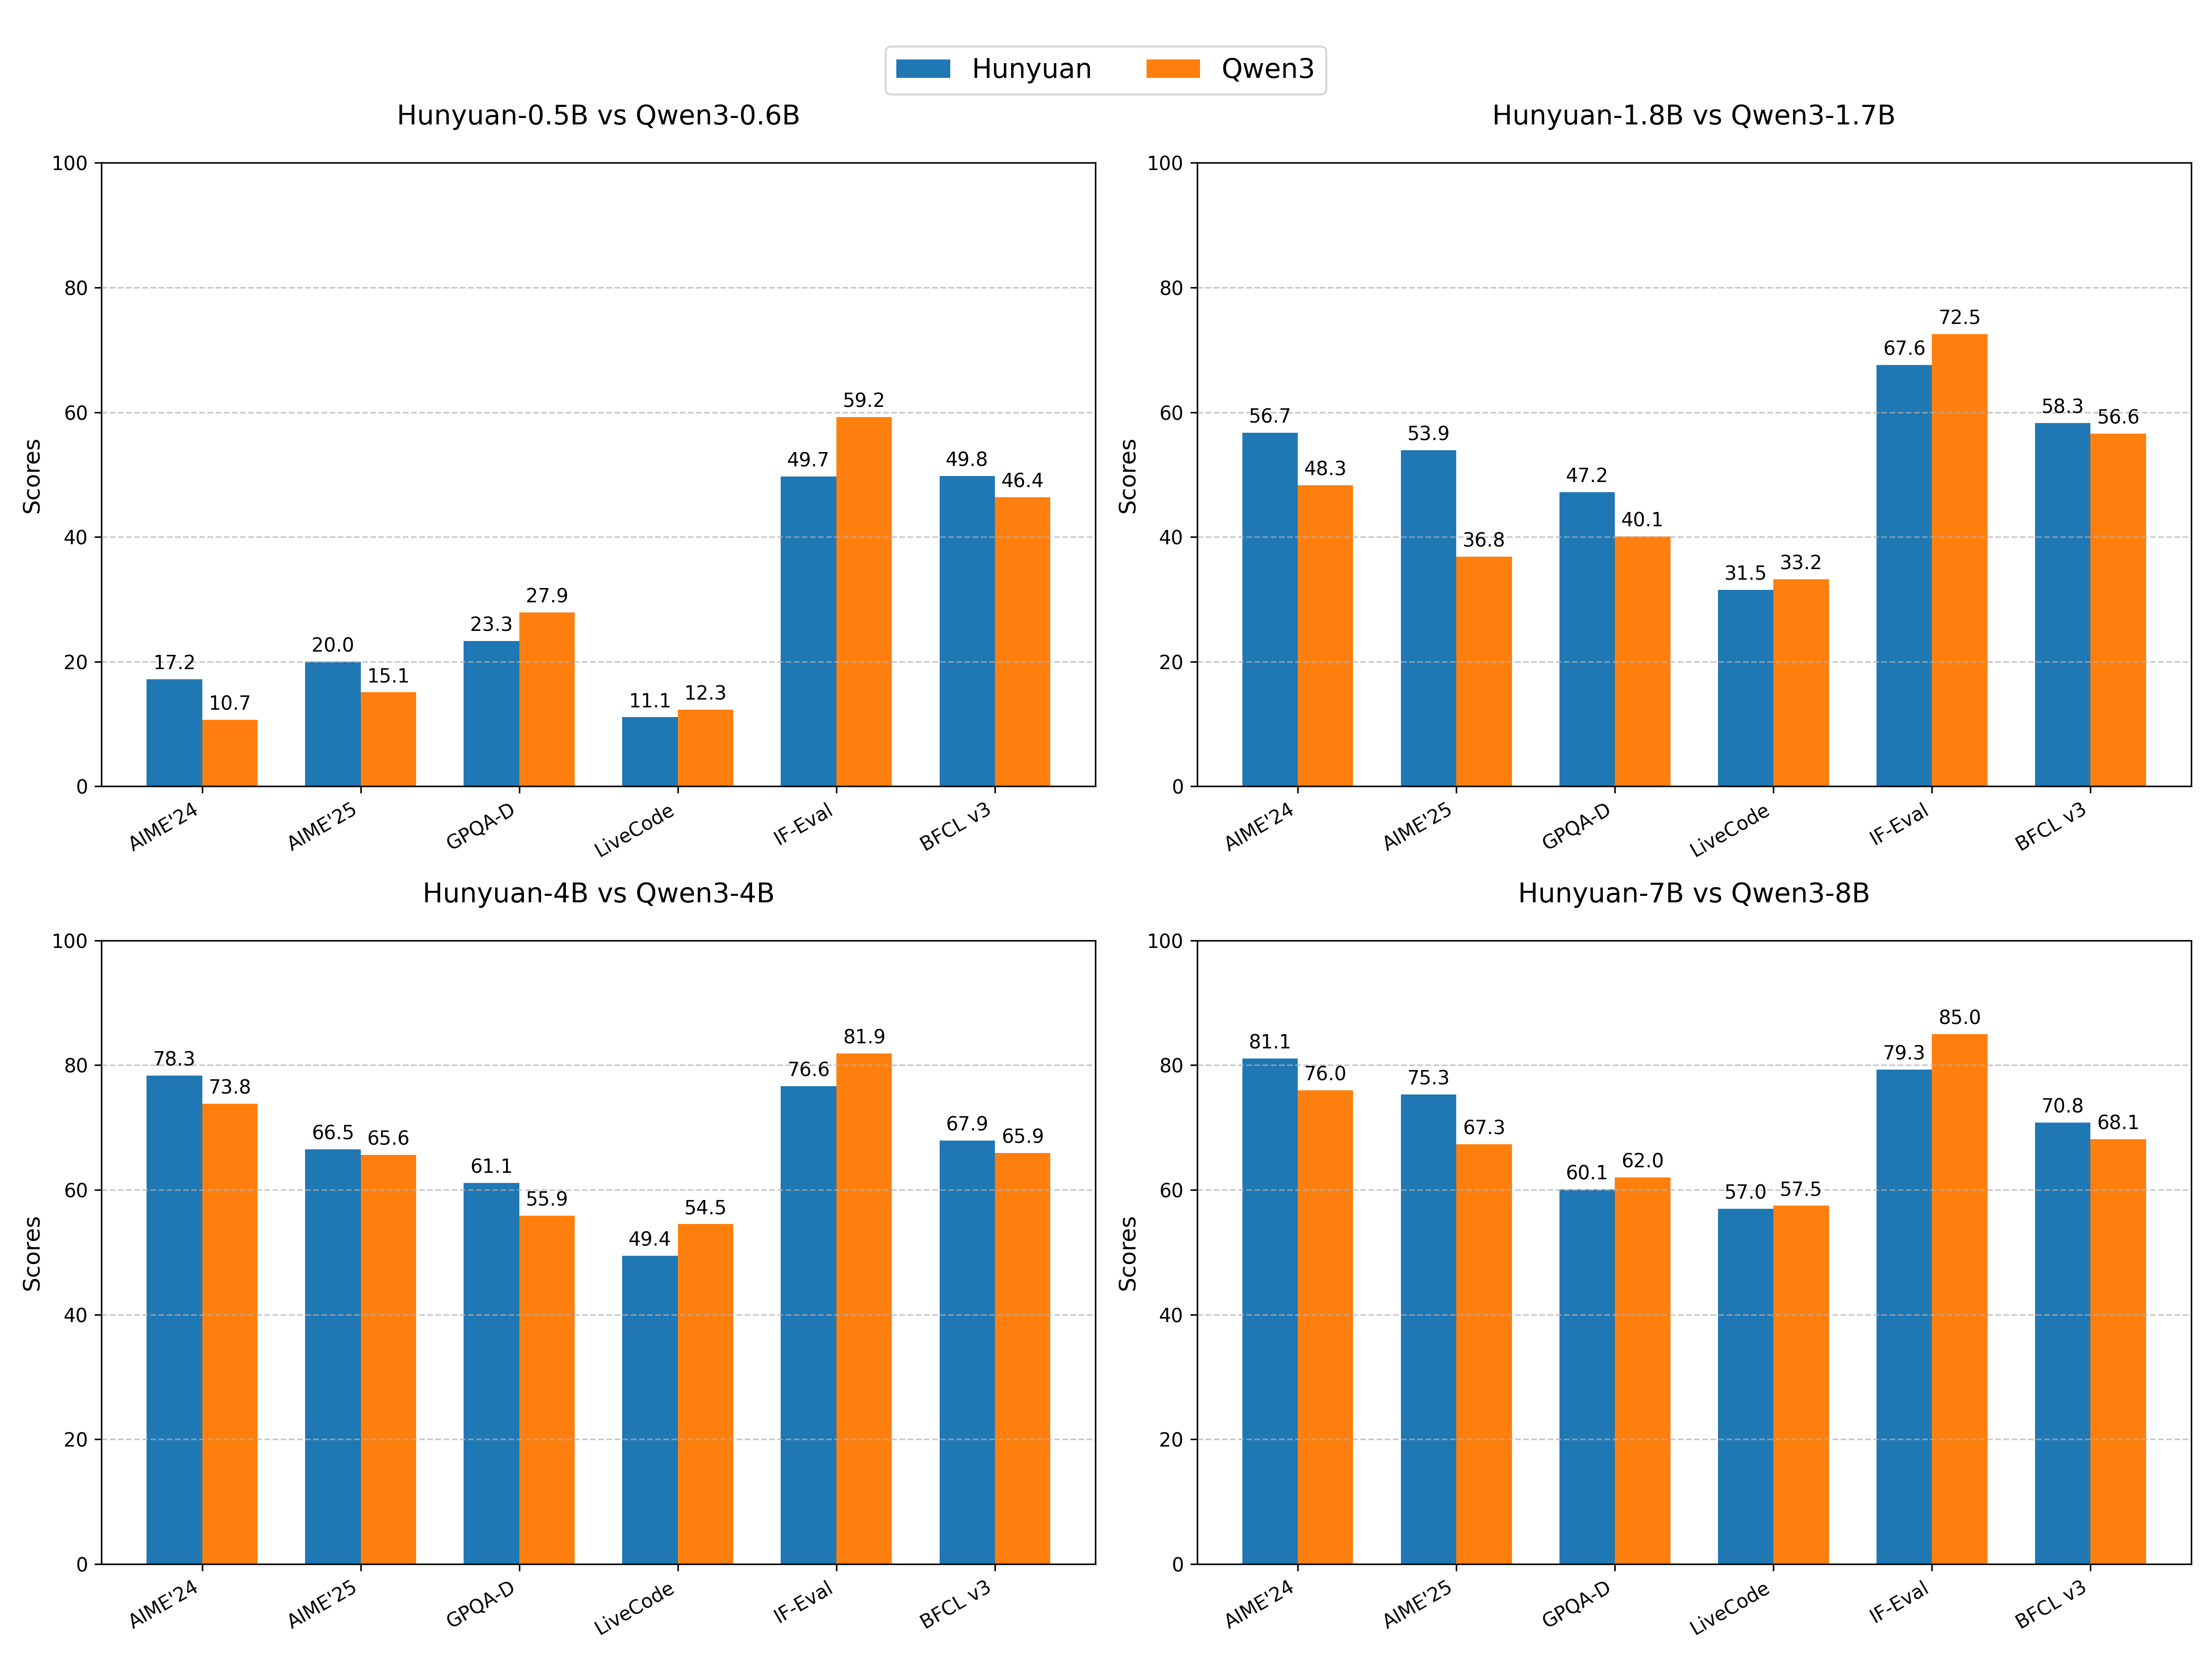 Hunyuan Qwen3
Hunyuan-0.5B vs Qwen3-0.6B
Scores
100
80
60
40
20
0
17.2
10.7
20.0
15.1
23.3
27.9
11.1
12.3
49.7
59.2
49.8
46.4
AIME'24
AIME'25
GPQA-D
LiveCode
IF-Eval
BFCL v3
Hunyuan-1.8B vs Qwen3-1.7B
Scores
100
80
60
40
20
0
56.7
48.3
53.9
36.8
47.2
40.1
31.5
33.2
67.6
72.5
58.3
56.6
AIME'24
AIME'25
GPQA-D
LiveCode
IF-Eval
BFCL v3
Hunyuan-4B vs Qwen3-4B
Scores
100
80
60
40
20
0
78.3
73.8
66.5
65.6
61.1
55.9
49.4
54.5
76.6
81.9
67.9
65.9
AIME'24
AIME'25
GPQA-D
LiveCode
IF-Eval
BFCL v3
Hunyuan-7B vs Qwen3-8B
Scores
100
80
60
40
20
0
81.1
76.0
75.3
67.3
60.1
62.0
57.0
57.5
79.3
85.0
70.8
68.1
AIME'24
AIME'25
GPQA-D
LiveCode
IF-Eval
BFCL v3